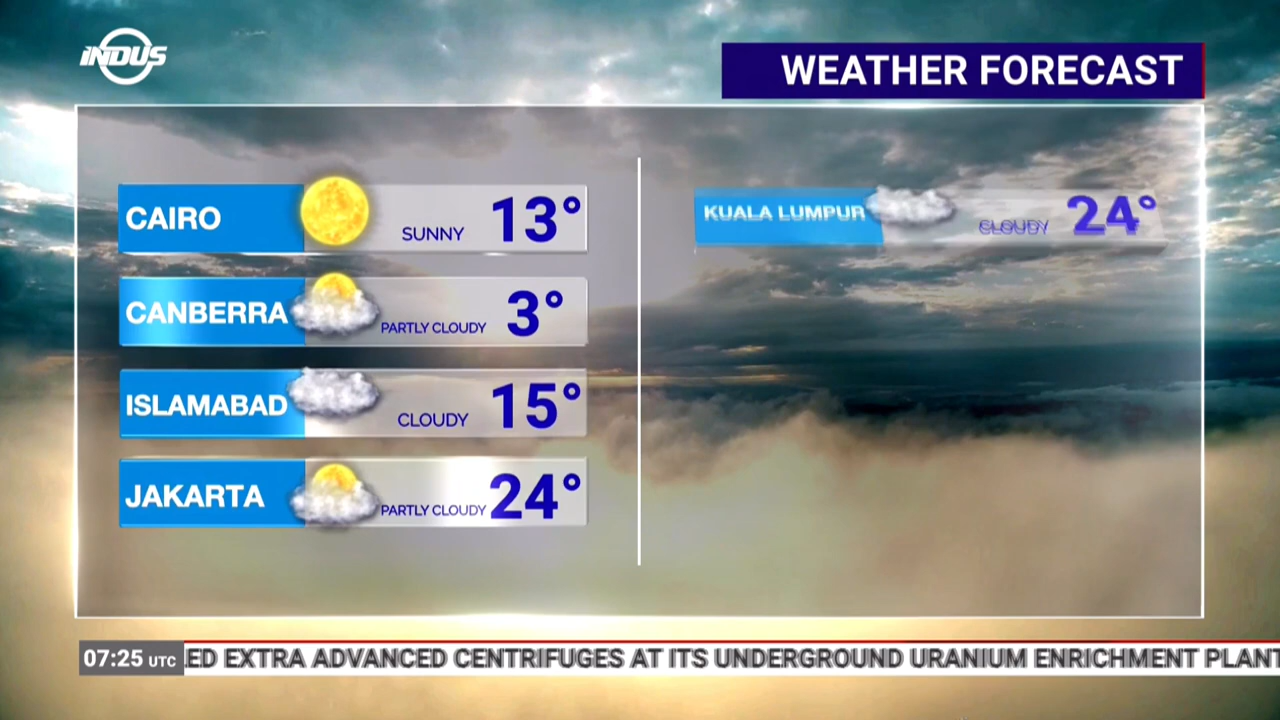 INDUS
WEATHER FORECAST
CAIRO SUNNY 13°
CANBERRA PARTLY CLOUDY 3°
ISLAMABAD CLOUDY 15°
JAKARTA PARTLY CLOUDY 24°
KUALA LUMPUR CLOUDY 24°
07:25 UTC
LED EXTRA ADVANCED CENTRIFUGES AT ITS UNDERGROUND URANIUM ENRICHMENT PLANT